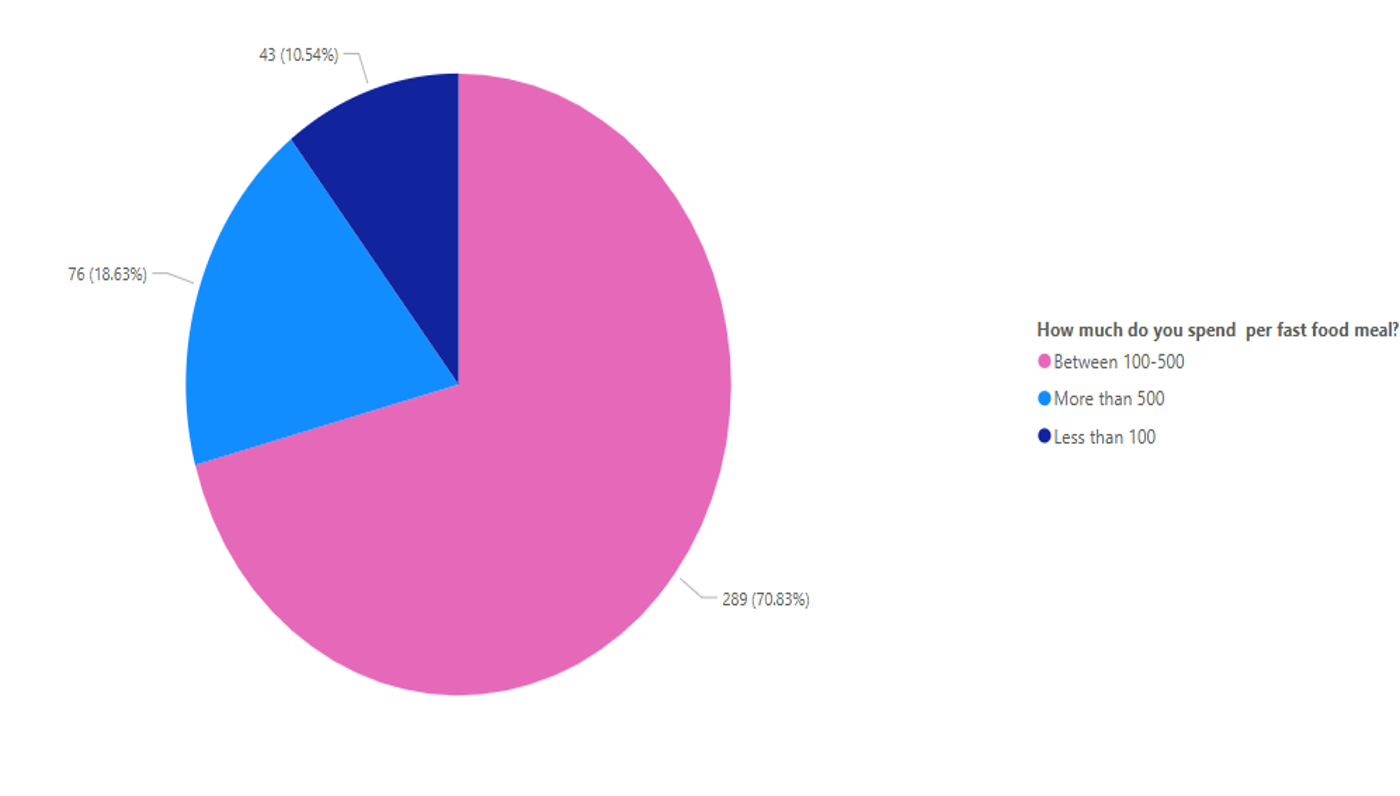 43 (10.54%)
76 (18.63%)
289 (70.83%)
How much do you spend  per fast food meal?
Between 100-500
More than 500
Less than 100